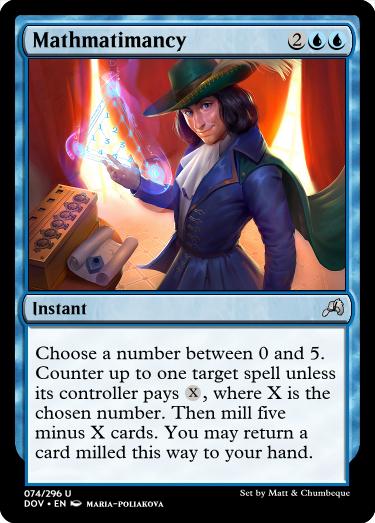 Mathmatimancy 2
Instant
Choose a number between 0 and 5.
Counter up to one target spell unless
its controller pays X, where X is the
chosen number. Then mill five
minus X cards. You may return a
card milled this way to your hand.
074/296 U
DOV • EN MARIA-POLIAKOVA
Set by Matt & Chumbeque